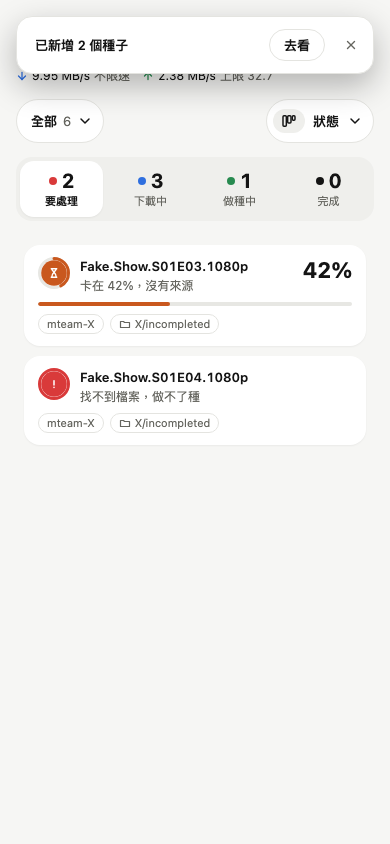 已新增 2 個種子
去看
9.95 MB/s 不限速 2.38 MB/s 上限 32.7
全部 6
狀態
2
要處理
3
下載中
1
做種中
0
完成
Fake.Show.S01E03.1080p
42%
卡在 42%，沒有來源
mteam-X
X/incompleted
Fake.Show.S01E04.1080p
找不到檔案，做不了種
mteam-X
X/incompleted